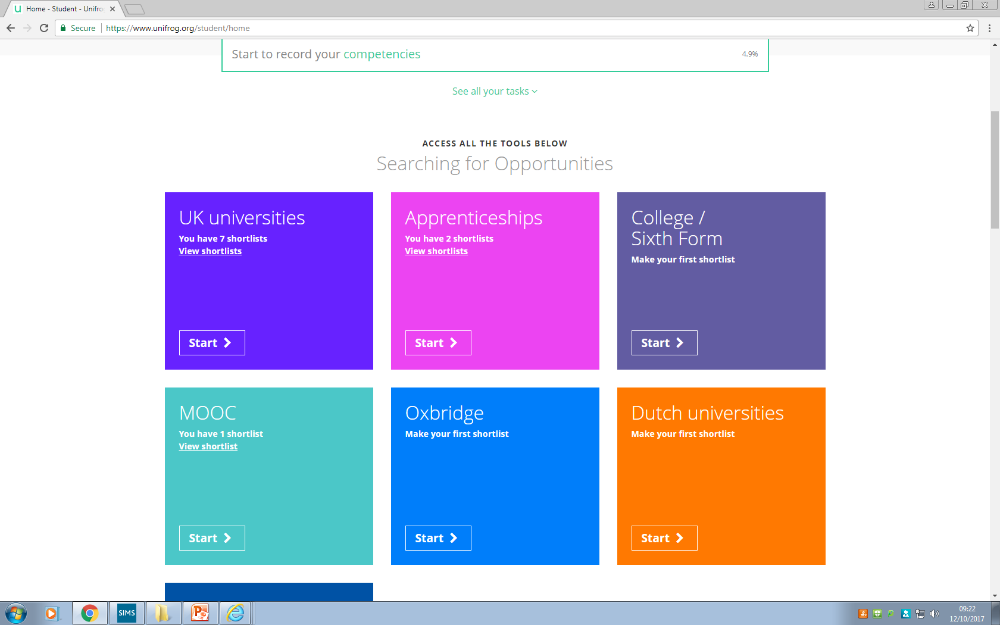 Home - Student - Unifro
Secure
https://www.unifrog.org/student/home
Start to record your competencies
4.9%
See all your tasks
ACCESS ALL THE TOOLS BELOW
Searching for Opportunities
UK universities
You have 7 shortlists
View shortlists
Start
Apprenticeships
You have 2 shortlists
View shortlists
Start
College /
Sixth Form
Make your first shortlist
Start
MOOC
You have 1 shortlist
View shortlist
Start
Oxbridge
Make your first shortlist
Start
Dutch universities
Make your first shortlist
Start
SIMS
09:22
12/10/2017